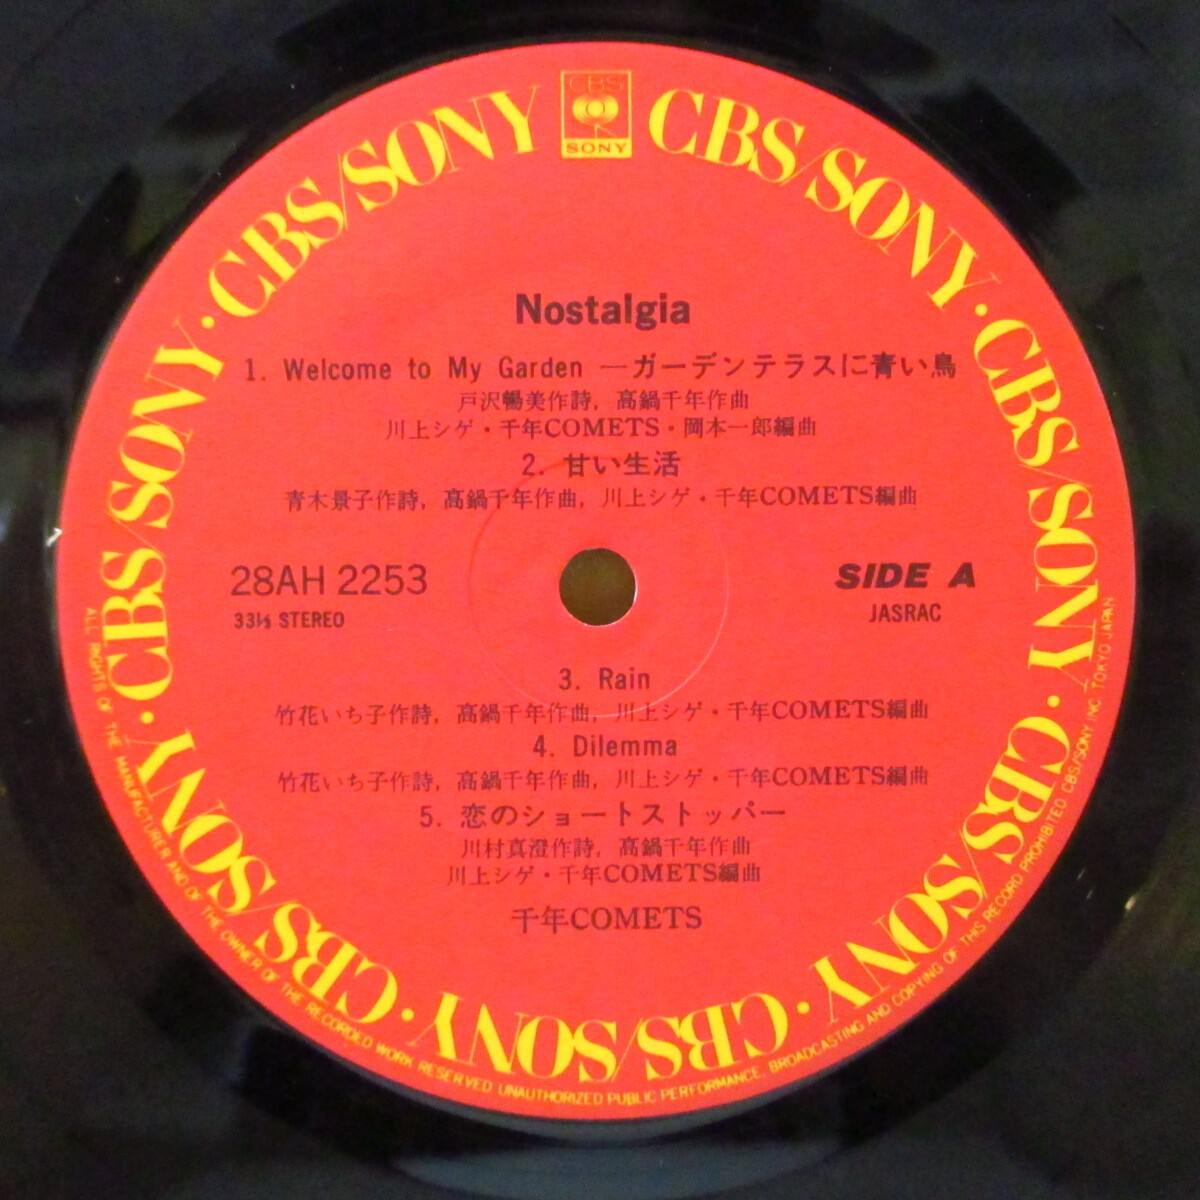 CBS
SONY
CBS/SONY · CBS/SONY · CBS/SONY · CBS/SONY · CBS/SONY · CBS/SONY · CBS/SONY · CBS/SONY
Nostalgia
1. Welcome to My Garden —ガーデンテラスに青い鳥
戸沢暢美作詩, 高鍋千年作曲
川上シゲ・千年COMETS・岡本一郎編曲
2. 甘い生活
青木景子作詩, 高鍋千年作曲, 川上シゲ・千年COMETS編曲
28AH 2253
33⅓ STEREO
SIDE A
JASRAC
3. Rain
竹花いち子作詩, 高鍋千年作曲, 川上シゲ・千年COMETS編曲
4. Dilemma
竹花いち子作詩, 高鍋千年作曲, 川上シゲ・千年COMETS編曲
5. 恋のショートストッパー
川村真澄作詩, 高鍋千年作曲
川上シゲ・千年COMETS編曲
千年COMETS
ALL RIGHTS OF THE MANUFACTURER AND OF THE OWNER OF THE RECORDED WORK RESERVED UNAUTHORIZED PUBLIC PERFORMANCE, BROADCASTING AND COPYING OF THIS RECORD PROHIBITED CBS/SONY INC. TOKYO JAPAN